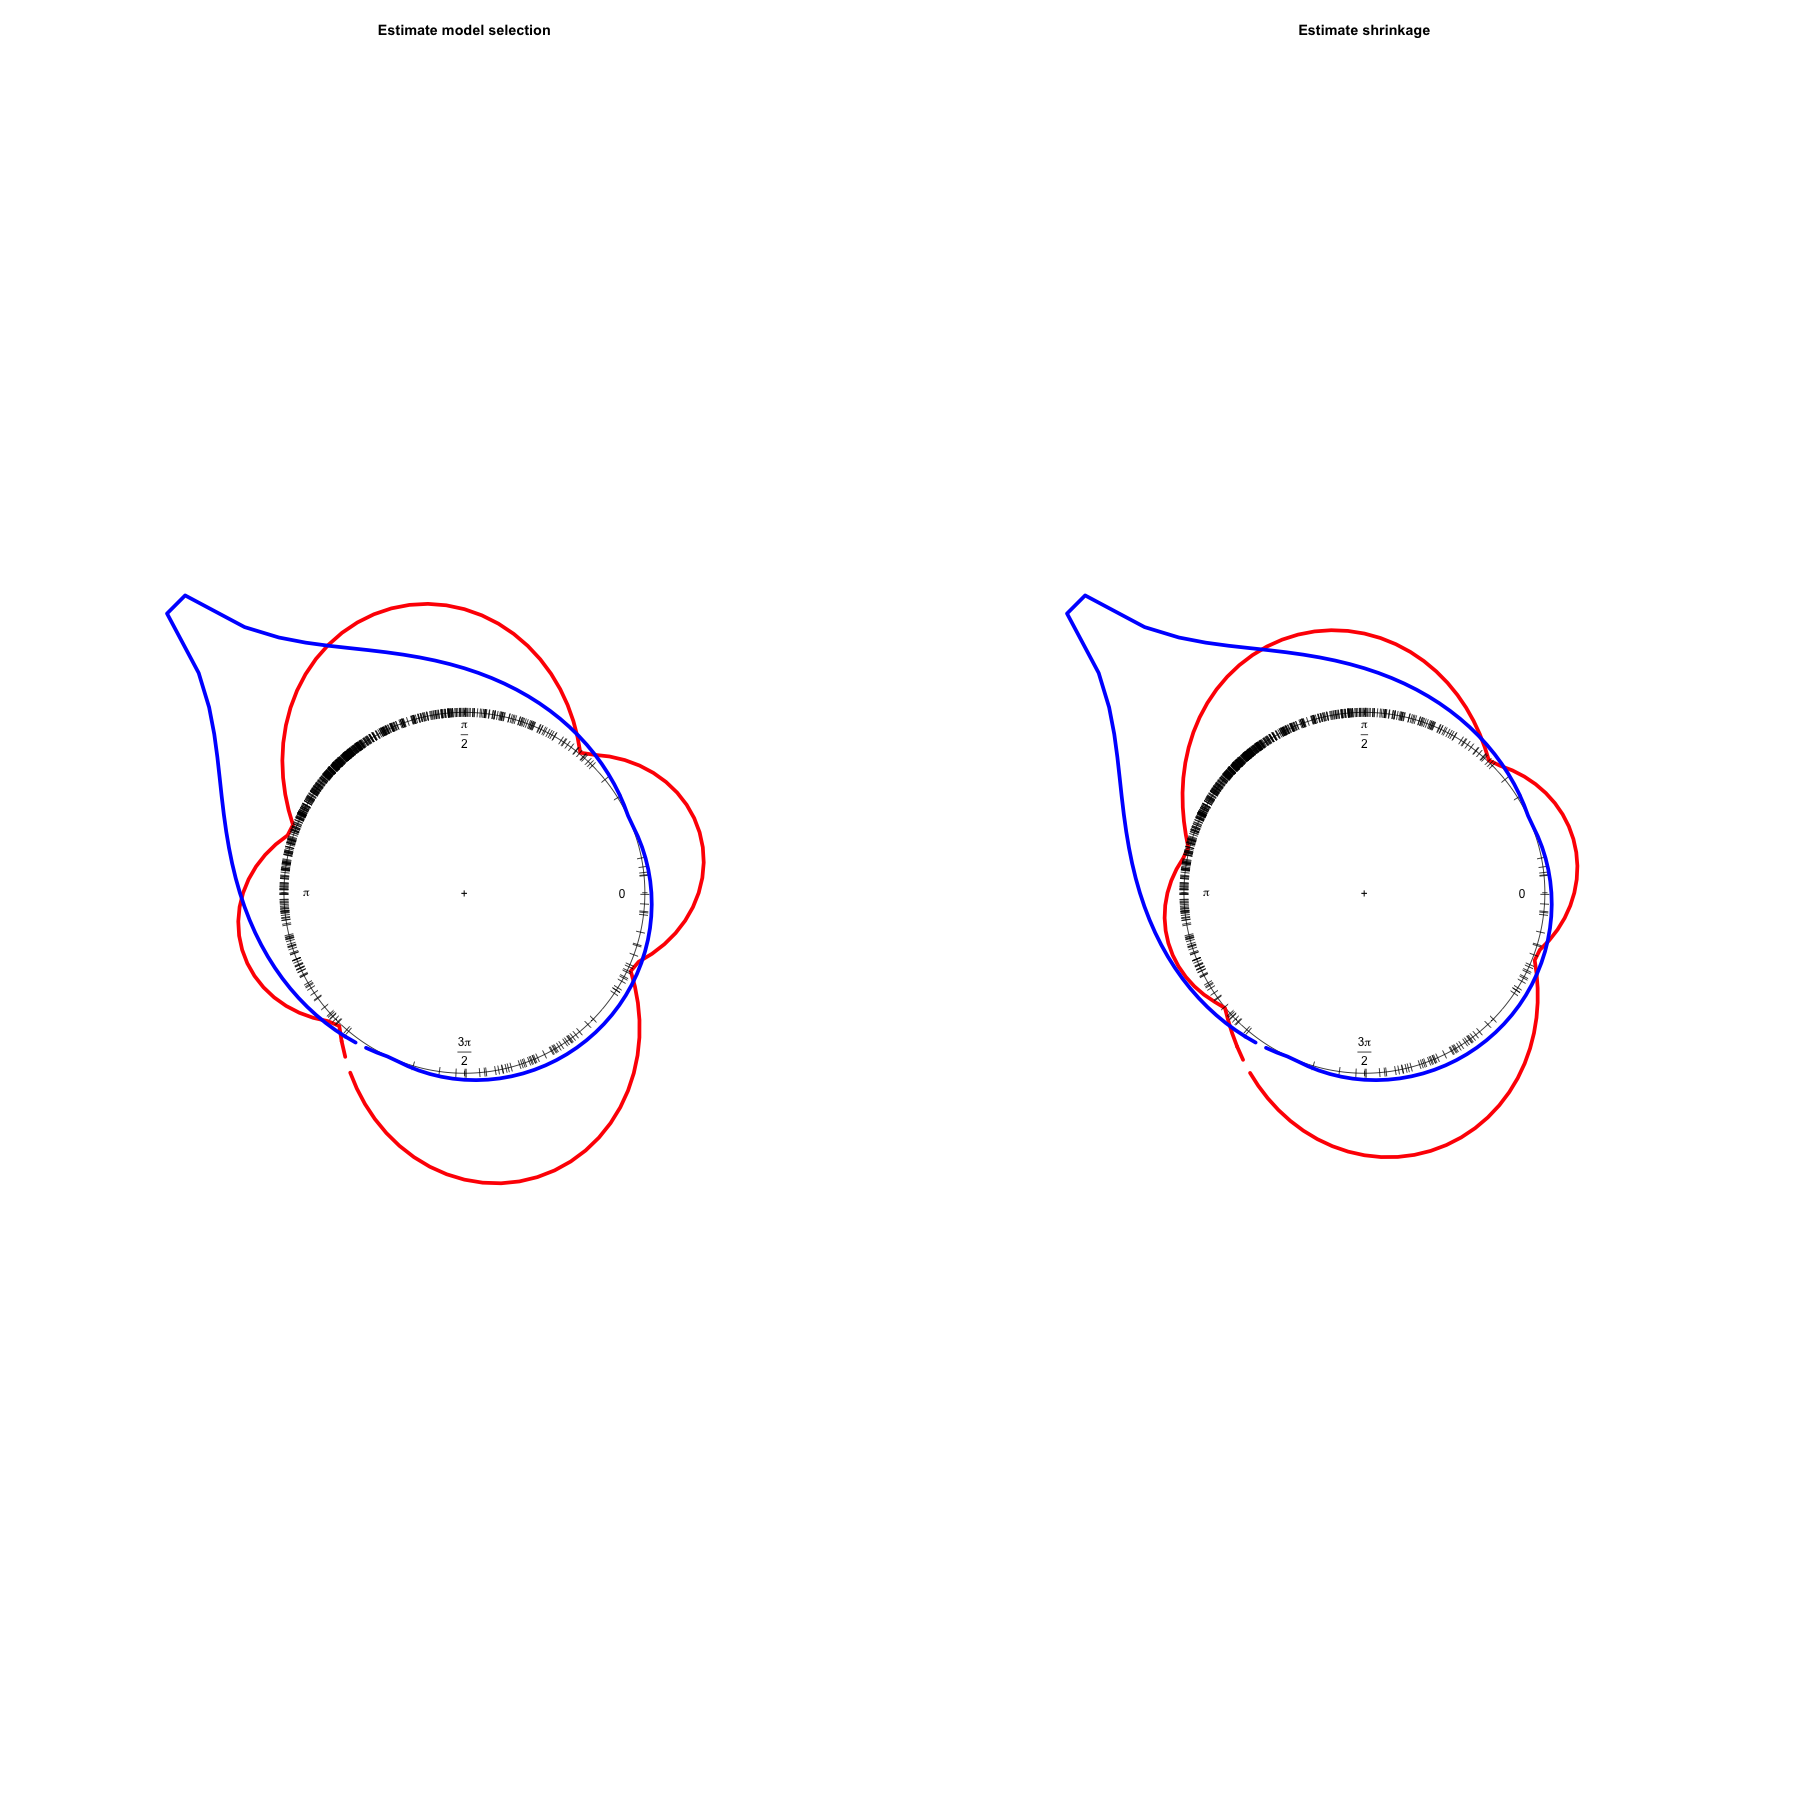 Estimate model selection
π
2
π
+
0
3π
2
Estimate shrinkage
π
2
π
+
0
3π
2